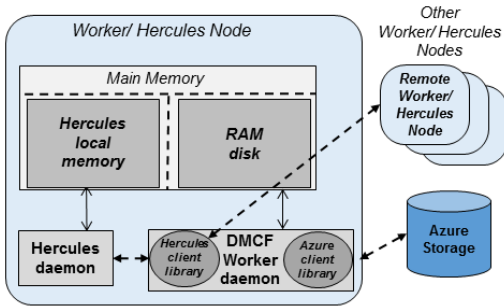 Worker/ Hercules Node
Main Memory
Hercules
local
memory
RAM
disk
Hercules
daemon
Hercules
client
library
DMCF
Worker
daemon
Azure
client
library
Other
Worker/ Hercules
Nodes
Remote
Worker/
Hercules
Node
Azure
Storage